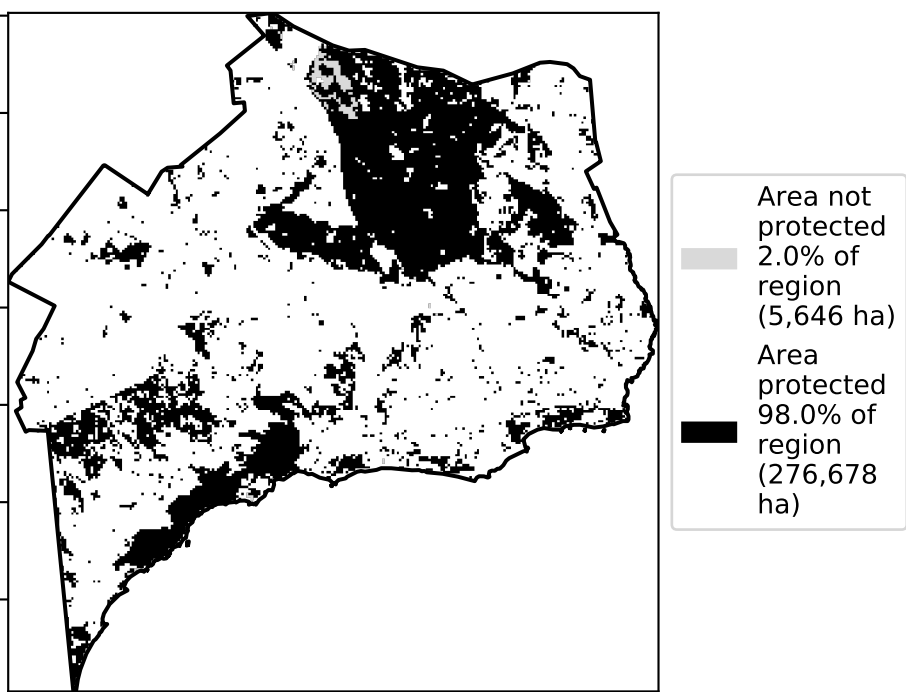 Area not
protected
2.0% of
region
(5,646 ha)
Area
protected
98.0% of
region
(276,678
ha)